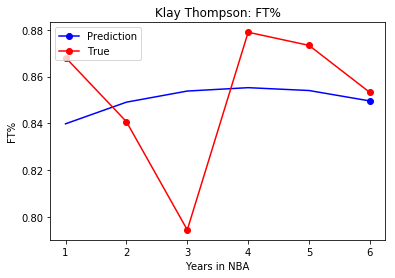 Klay Thompson: FT%
Prediction
True
FT%
0.88
0.86
0.84
0.82
0.80
1 2 3 4 5 6
Years in NBA